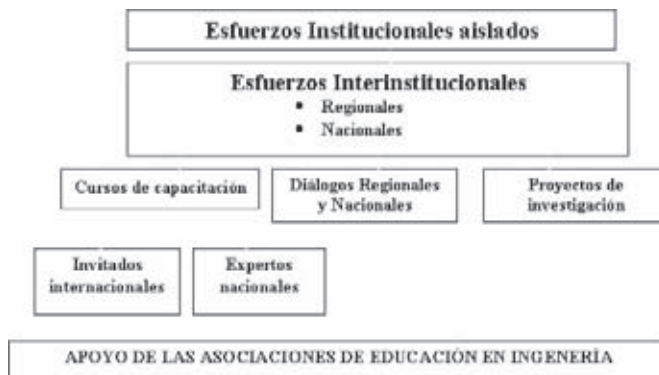 Esfuerzos Institucionales aislados
Esfuerzos Interinstitucionales
▪ Regionales
▪ Nacionales
Cursos de capacitación
Diálogos Regionales
y Nacionales
Proyectos de
investigación
Invitados
internacionales
Expertos
nacionales
APOYO DE LAS ASOCIACIONES DE EDUCACIÓN EN INGENERÍA